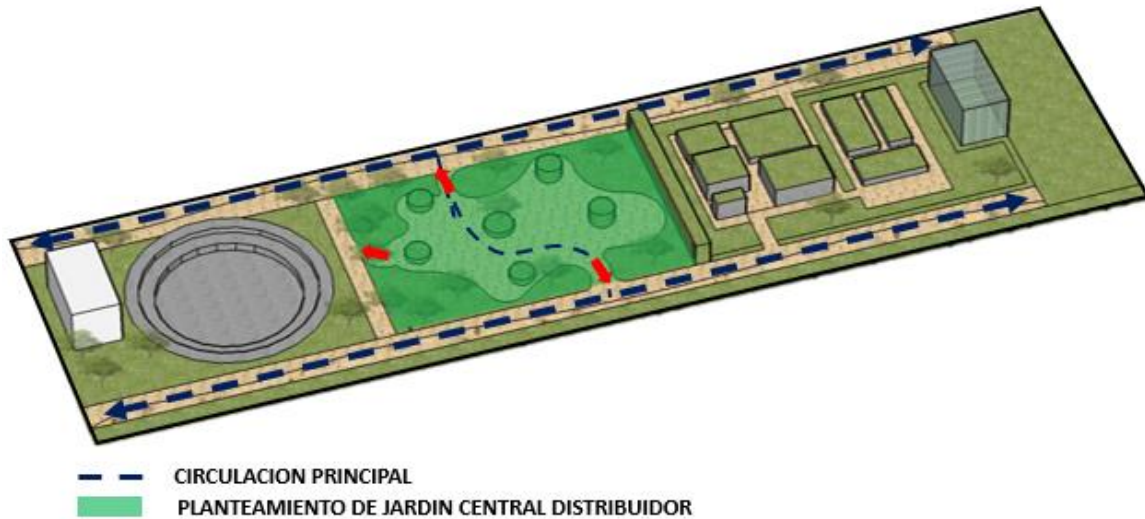 CIRCULACION PRINCIPAL
PLANTEAMIENTO DE JARDIN CENTRAL DISTRIBUIDOR